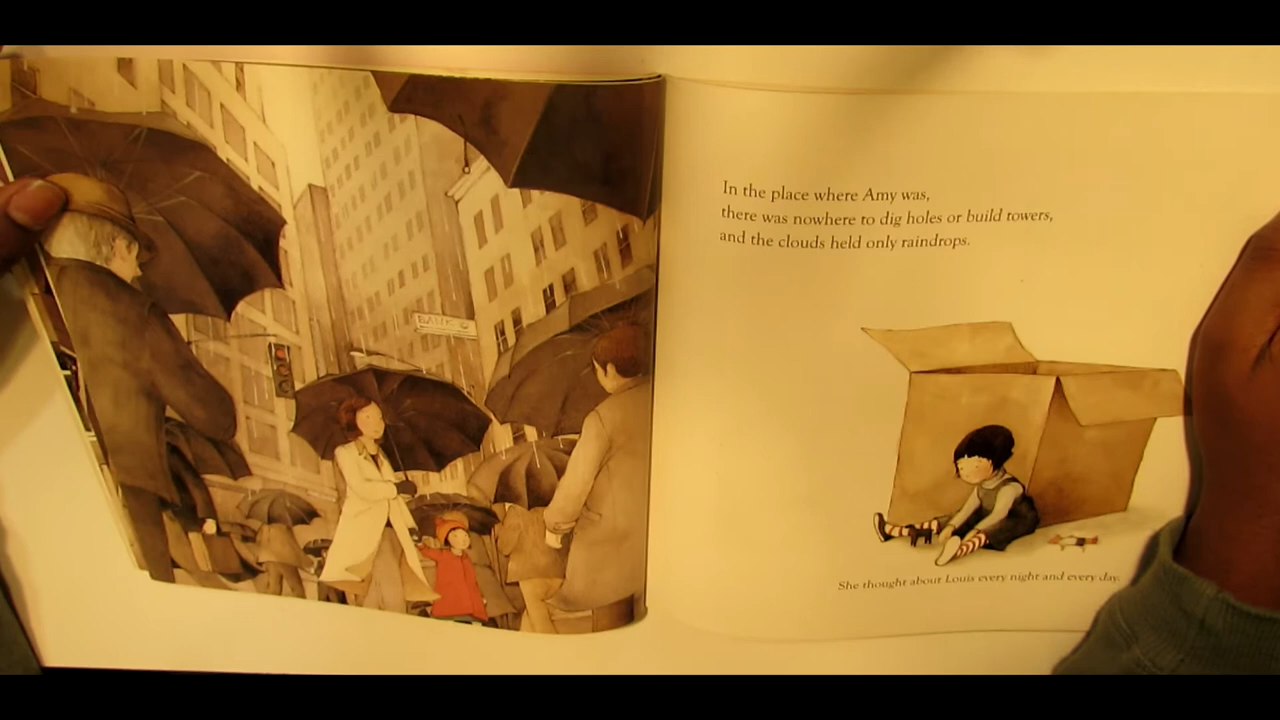 BANK
In the place where Amy was,
there was nowhere to dig holes or build towers,
and the clouds held only raindrops.
She thought about Louis every night and every day.